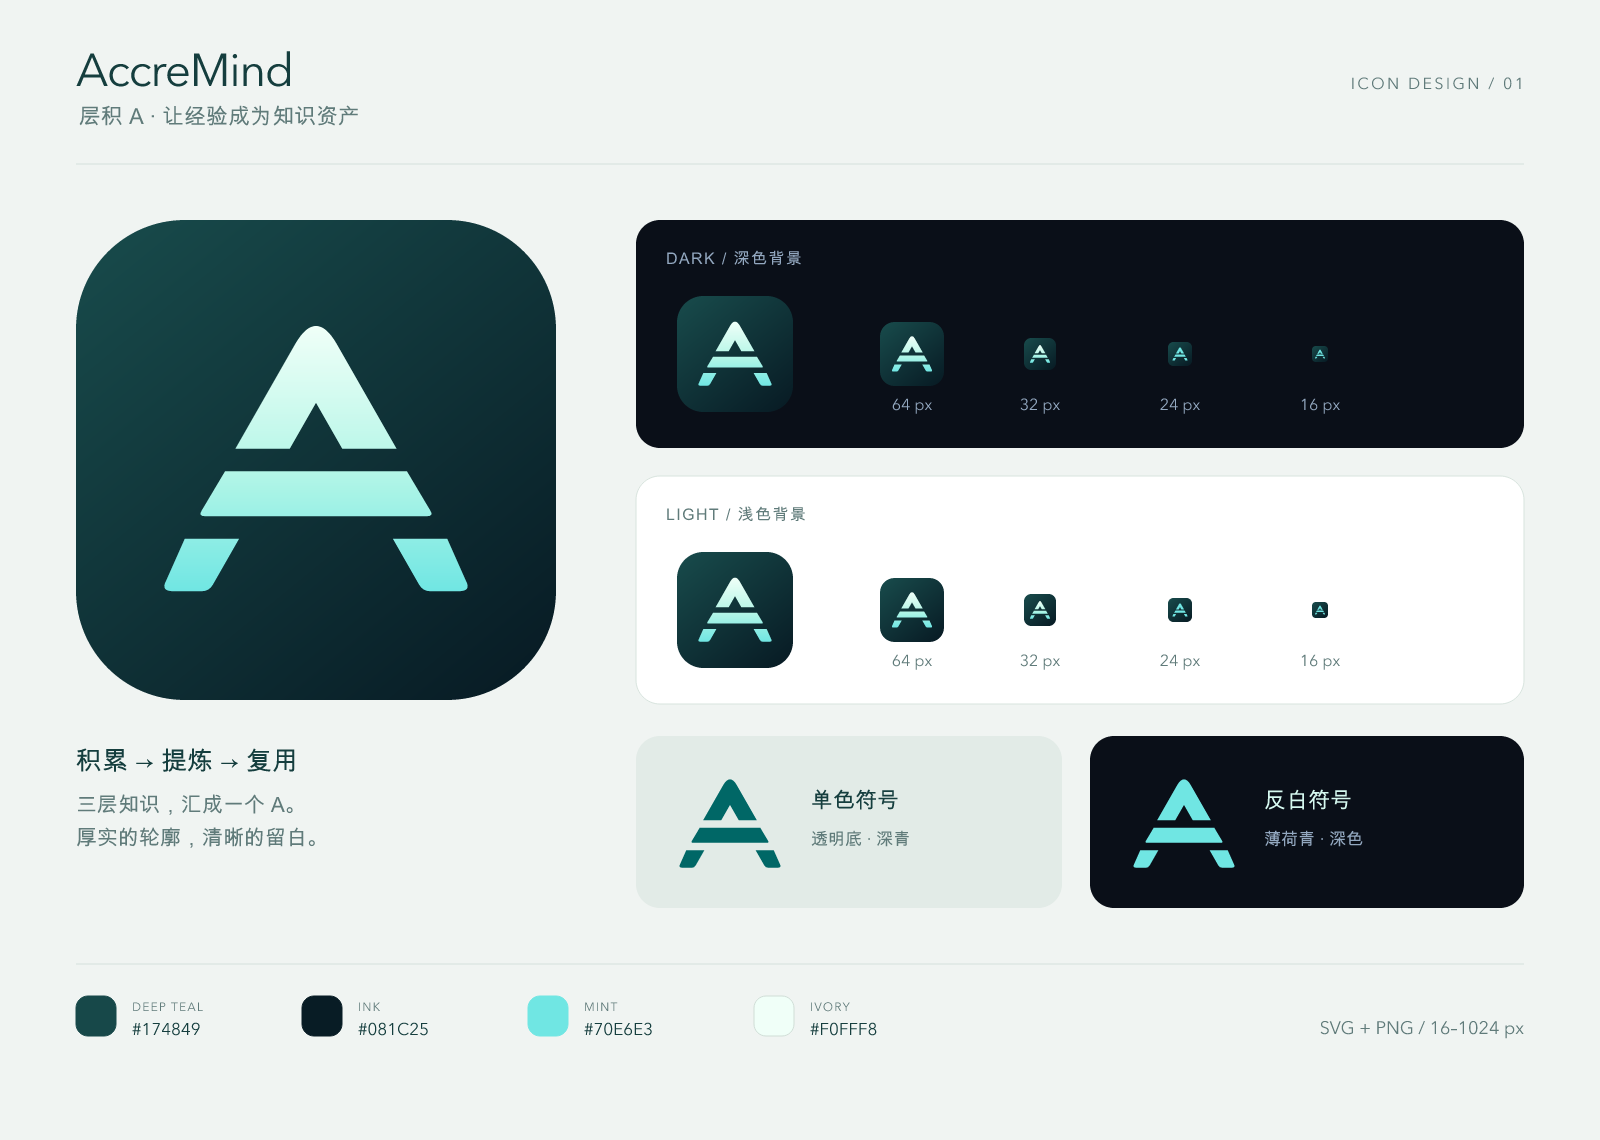 AccreMind
层积 A · 让经验成为知识资产
ICON DESIGN / 01
DARK / 深色背景
64 px
32 px
24 px
16 px
LIGHT / 浅色背景
64 px
32 px
24 px
16 px
积累 → 提炼 → 复用
三层知识，汇成一个 A。
厚实的轮廓，清晰的留白。
单色符号
透明底 · 深青
反白符号
薄荷青 · 深色
DEEP TEAL
#174849
INK
#081C25
MINT
#70E6E3
IVORY
#F0FFF8
SVG + PNG / 16–1024 px